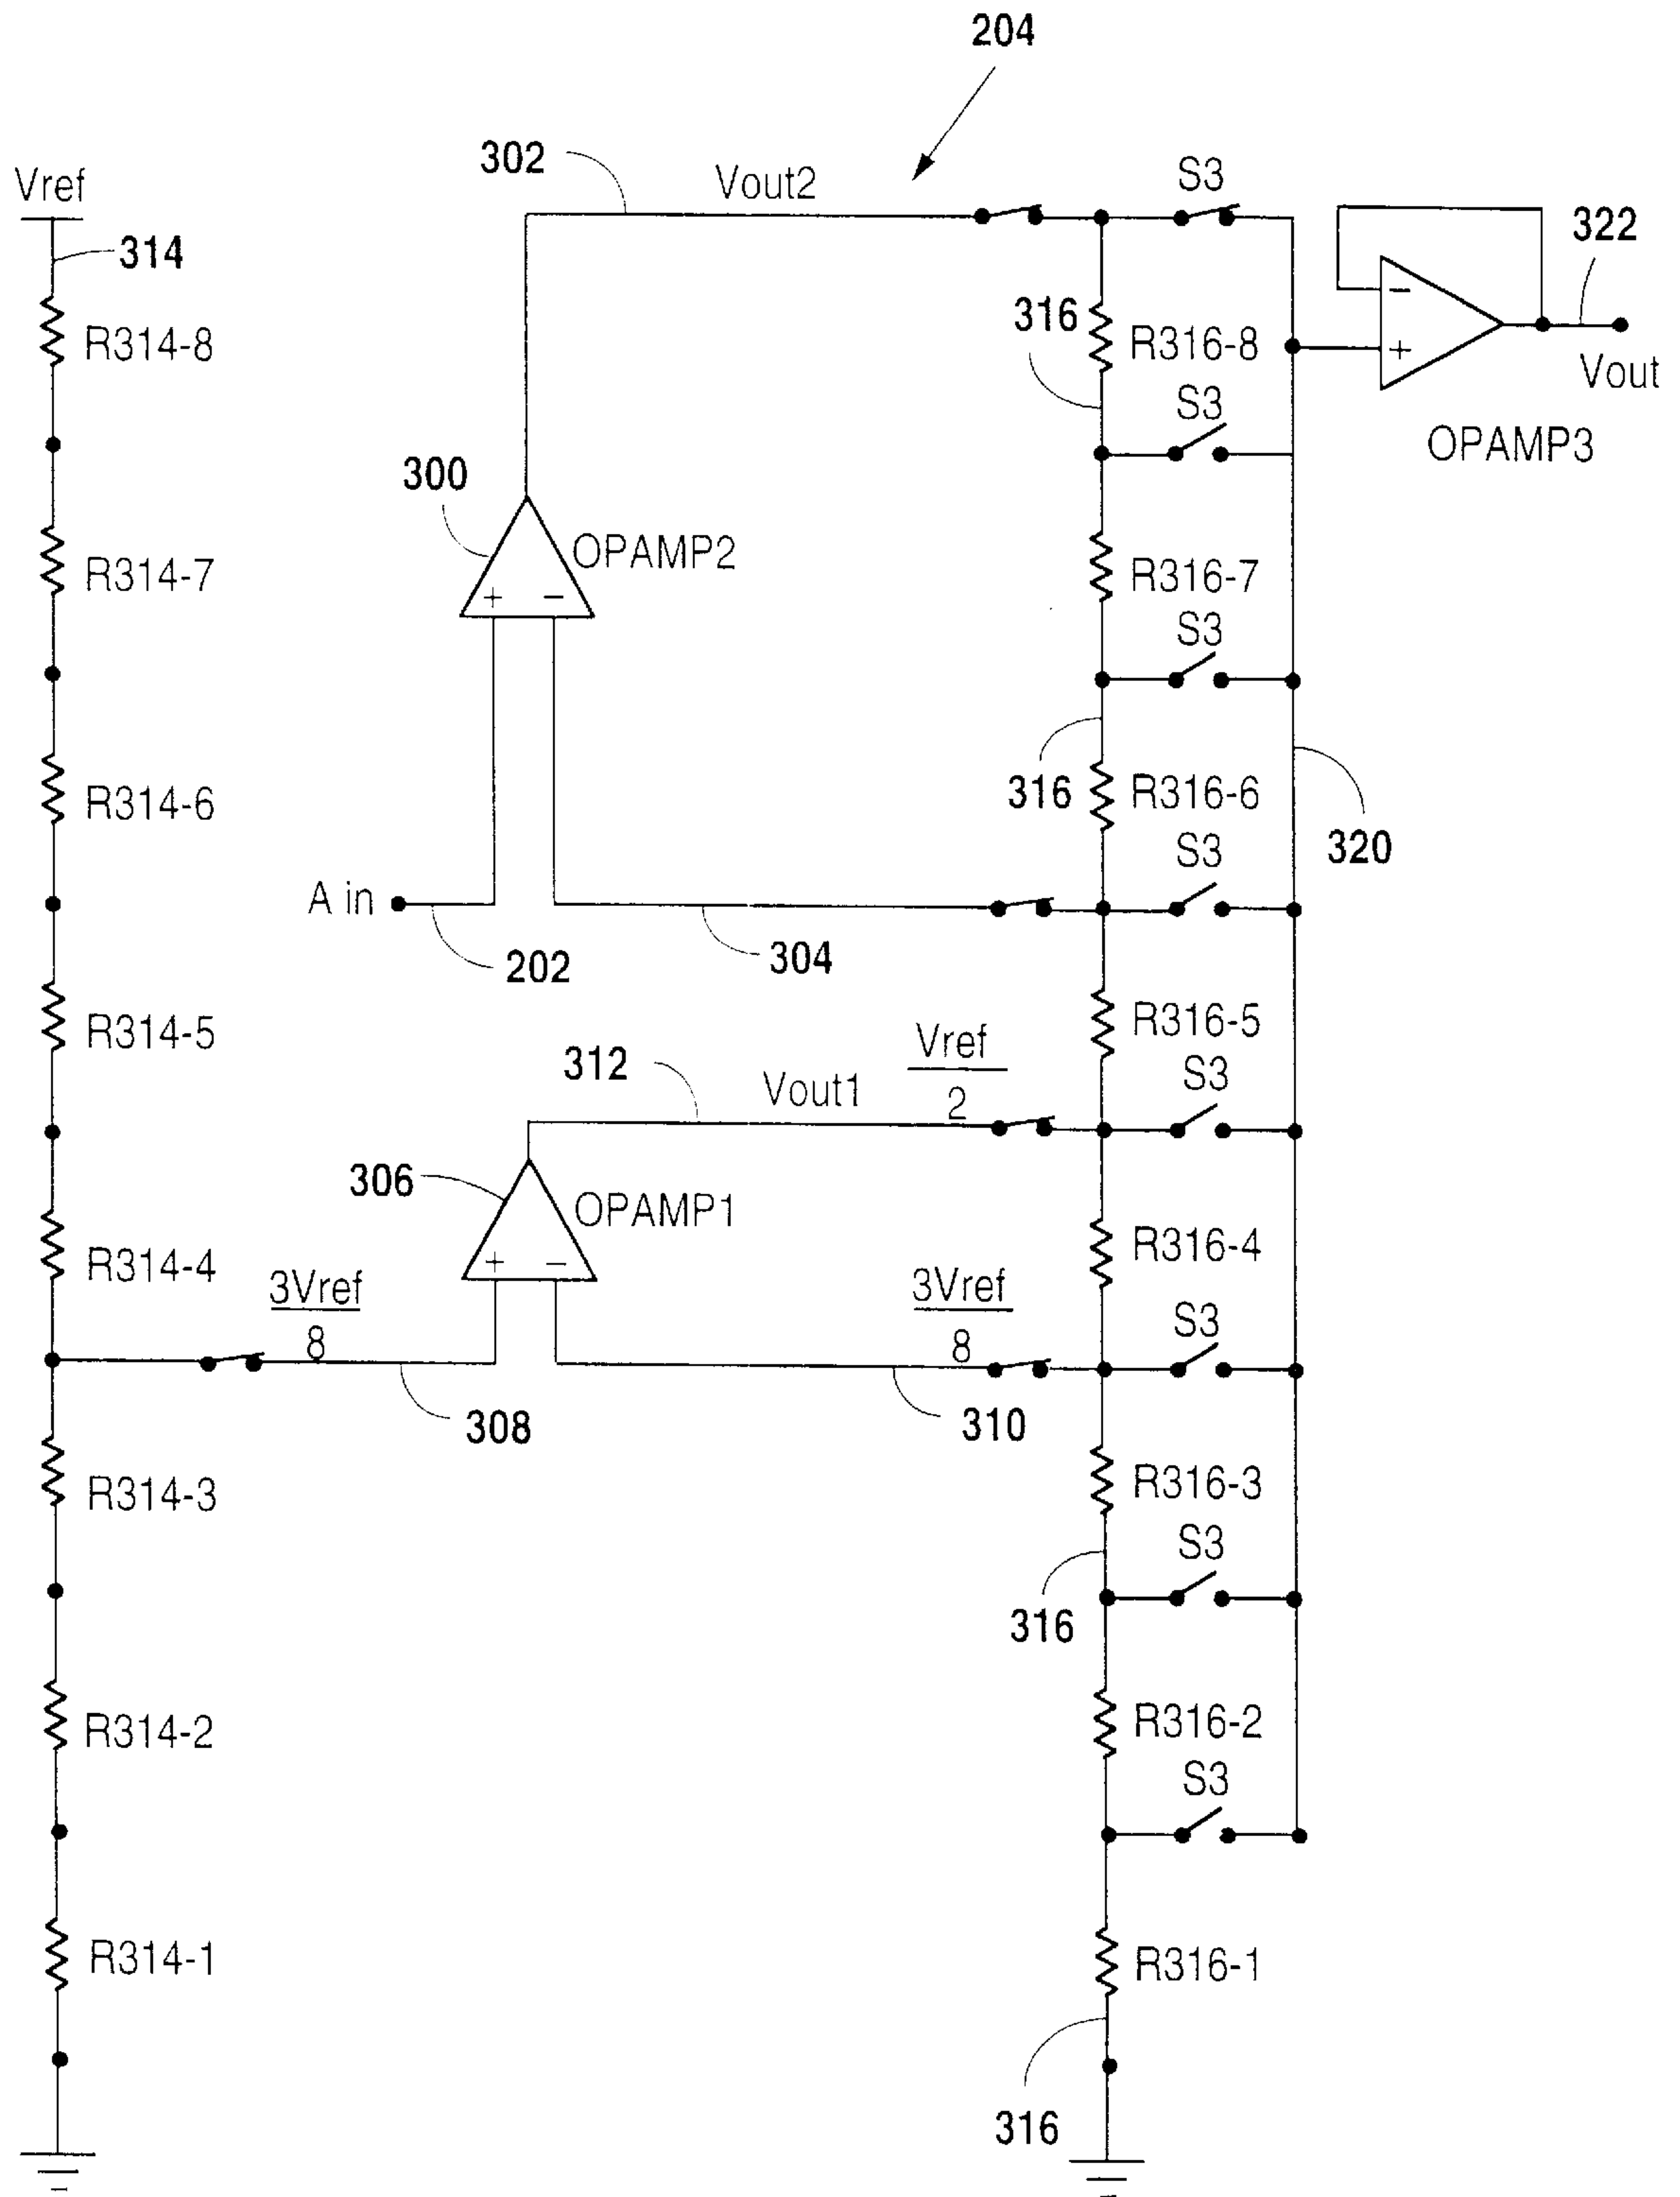 204
302
Vout2
S3
Vref
314
322
316
R314-8
R316-8
Vout
S3
OPAMP3
300
OPAMP2
R314-7
R316-7
S3
+ −
− +
R314-6
316
R316-6
320
S3
A in
202
304
R314-5
R316-5
312
Vout1
Vref
2
S3
306
OPAMP1
R314-4
R316-4
+ −
3Vref
8
3Vref
8
S3
308
310
R314-3
R316-3
S3
316
R314-2
R316-2
S3
R314-1
R316-1
316